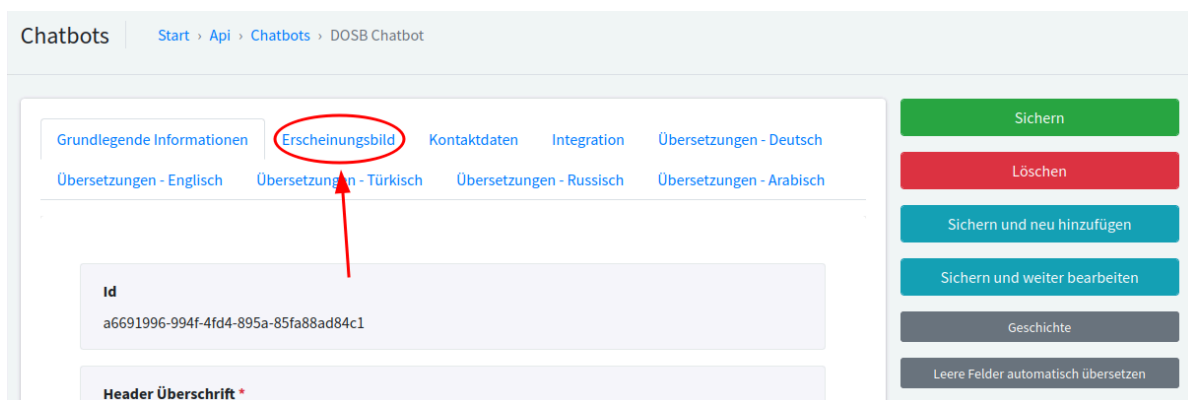 Chatbots
Start › Api › Chatbots › DOSB Chatbot
Grundlegende Informationen Erscheinungsbild Kontaktdaten Integration Übersetzungen - Deutsch
Übersetzungen - Englisch Übersetzungen - Türkisch Übersetzungen - Russisch Übersetzungen - Arabisch
Id
a6691996-994f-4fd4-895a-85fa88ad84c1
Header Überschrift *
Sichern
Löschen
Sichern und neu hinzufügen
Sichern und weiter bearbeiten
Geschichte
Leere Felder automatisch übersetzen